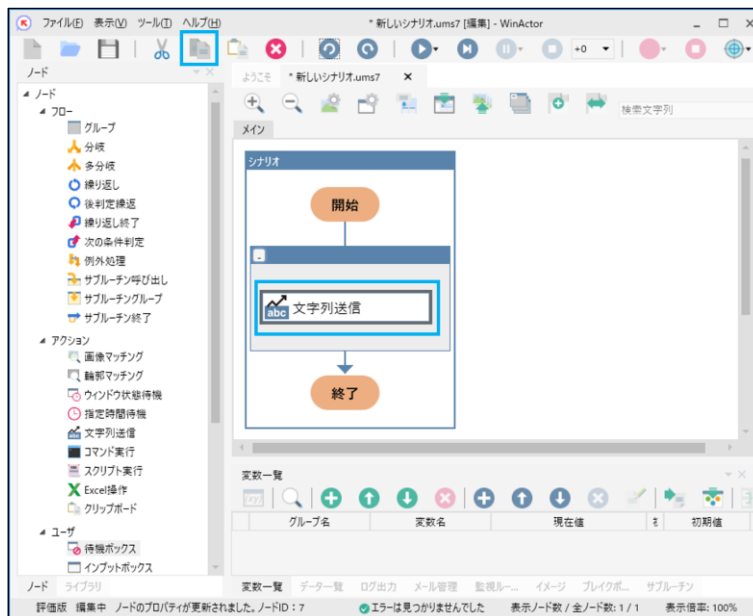 ファイル(F) 表示(V) ツール(T) ヘルプ(H)
* 新しいシナリオ.ums7 [編集] - WinActor
+0
ノード
ようこそ
* 新しいシナリオ.ums7
検索文字列
メイン
ノード
フロー
グループ
分岐
多分岐
繰り返し
後判定繰返
繰り返し終了
次の条件判定
例外処理
サブルーチン呼び出し
サブルーチングループ
サブルーチン終了
アクション
画像マッチング
輪郭マッチング
ウィンドウ状態待機
指定時間待機
文字列送信
コマンド実行
スクリプト実行
Excel操作
クリップボード
ユーザ
待機ボックス
インプットボックス
ノード ライブラリ
シナリオ
開始
abc 文字列送信
終了
変数一覧
グループ名 変数名 現在値 初期値
変数一覧 データ一覧 ログ出力 メール管理 監視ルー... イメージ ブレイクポ... サブルーチン
評価版 編集中 ノードのプロパティが更新されました。ノードID：7 エラーは見つかりませんでした 表示ノード数 / 全ノード数: 1 / 1 表示倍率: 100%